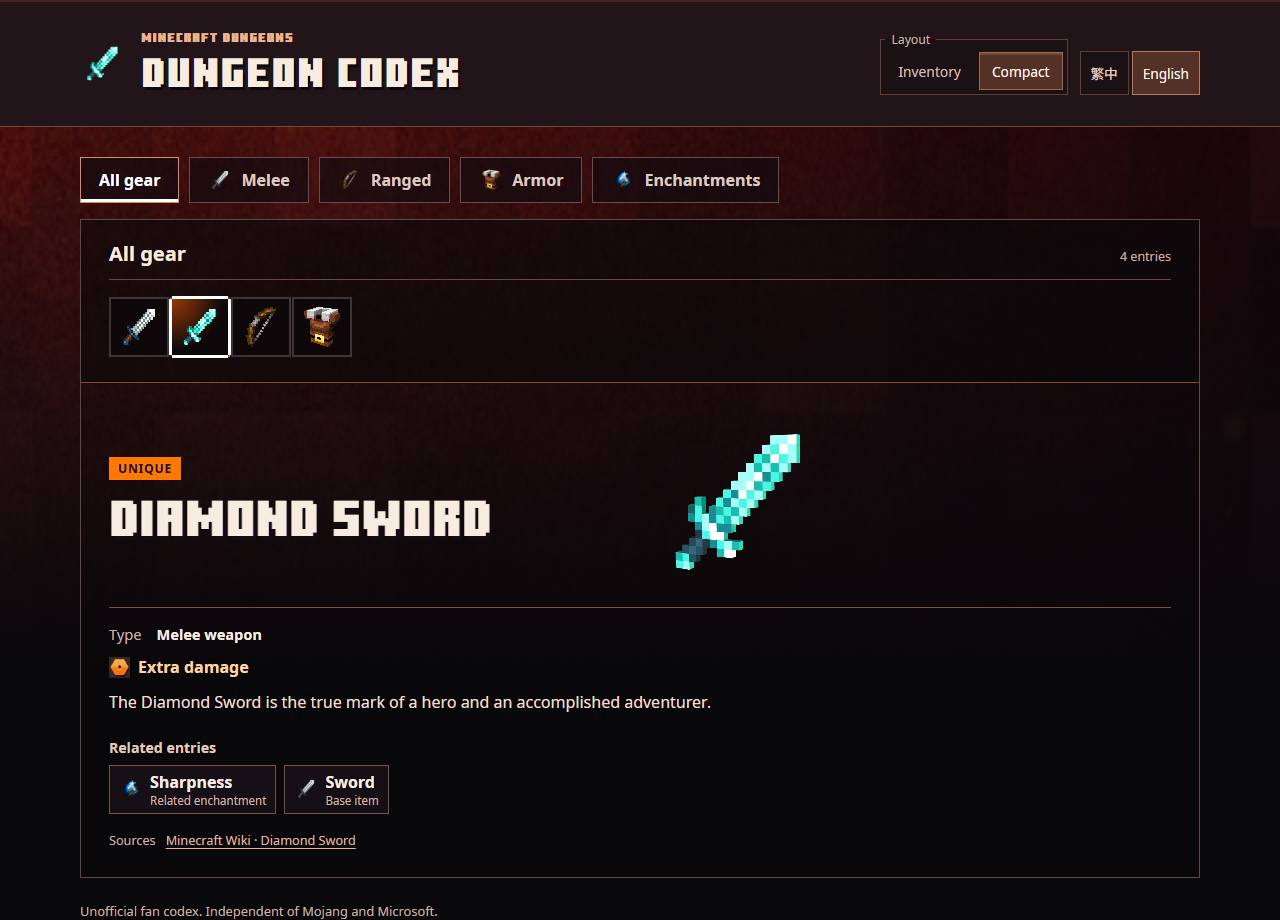 MINECRAFT DUNGEONS
DUNGEON CODEX
Layout
Inventory Compact 繁中 English
All gear Melee Ranged Armor Enchantments
All gear 4 entries
UNIQUE
DIAMOND SWORD
Type Melee weapon
Extra damage
The Diamond Sword is the true mark of a hero and an accomplished adventurer.
Related entries
Sharpness Sword
Related enchantment Base item
Sources Minecraft Wiki · Diamond Sword
Unofficial fan codex. Independent of Mojang and Microsoft.